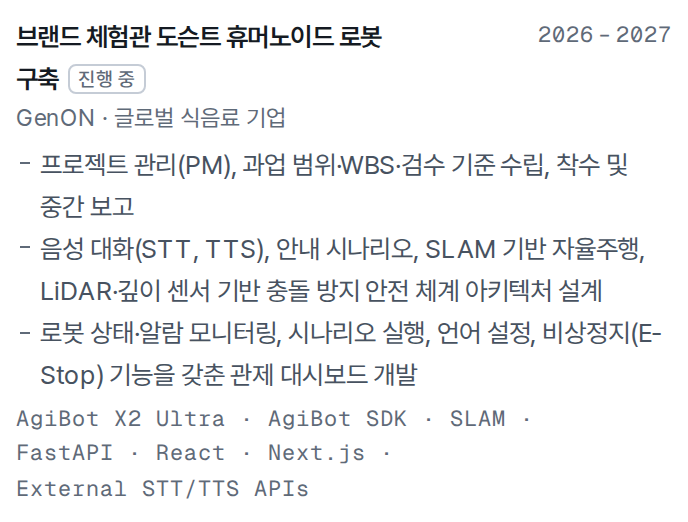 브랜드 체험관 도슨트 휴머노이드 로봇 2026 – 2027
구축 진행 중
GenON · 글로벌 식음료 기업
– 프로젝트 관리(PM), 과업 범위·WBS·검수 기준 수립, 착수 및
중간 보고
– 음성 대화(STT, TTS), 안내 시나리오, SLAM 기반 자율주행,
LiDAR·깊이 센서 기반 충돌 방지 안전 체계 아키텍처 설계
– 로봇 상태·알람 모니터링, 시나리오 실행, 언어 설정, 비상정지(E-
Stop) 기능을 갖춘 관제 대시보드 개발
AgiBot X2 Ultra · AgiBot SDK · SLAM ·
FastAPI · React · Next.js ·
External STT/TTS APIs